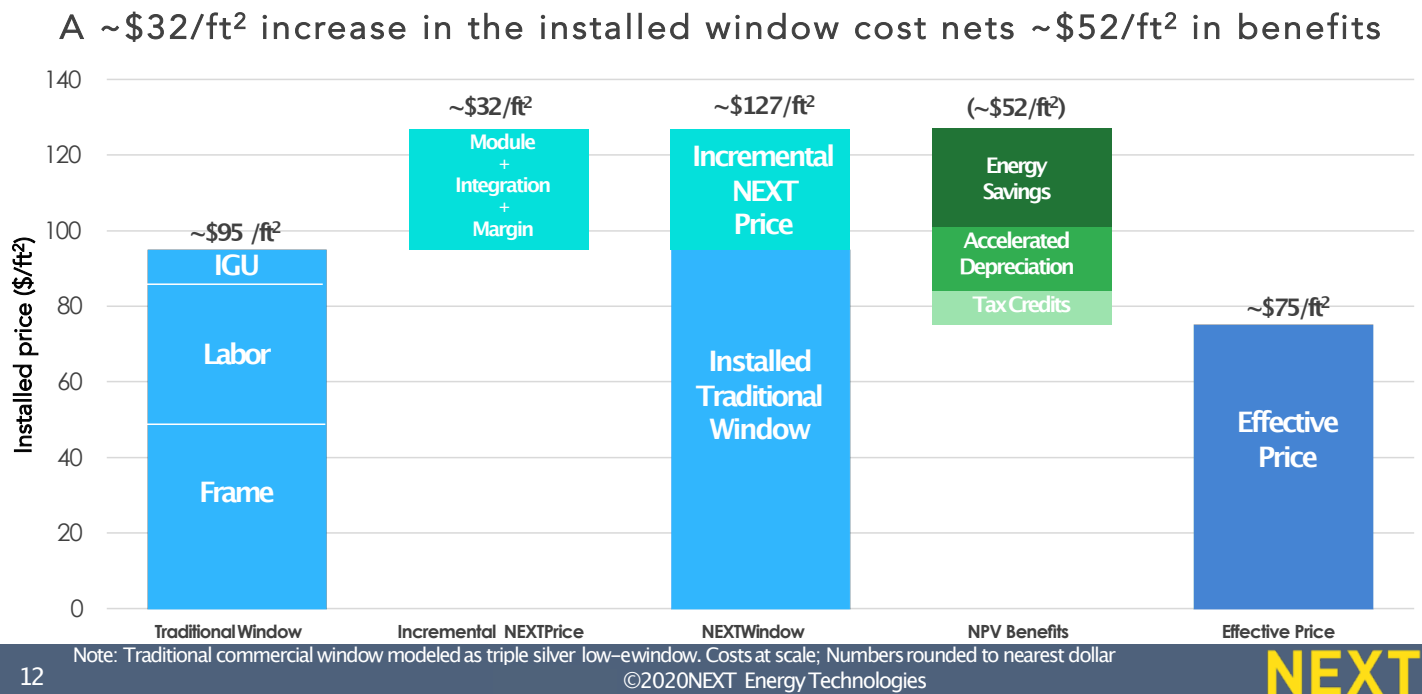 A ~$32/ft² increase in the installed window cost nets ~$52/ft² in benefits
Installed price ($/ft²)
140
120
100
80
60
40
20
0
~$95 /ft²
IGU
Labor
Frame
~$32/ft²
Module
+
Integration
+
Margin
~$127/ft²
Incremental
NEXT
Price
Installed
Traditional
Window
(~$52/ft²)
Energy
Savings
Accelerated
Depreciation
Tax Credits
~$75/ft²
Effective
Price
Traditional Window
Incremental NEXTPrice
NEXTWindow
NPV Benefits
Effective Price
Note: Traditional commercial window modeled as triple silver low-ewindow. Costs at scale; Numbers rounded to nearest dollar
12
©2020NEXT Energy Technologies
NEXT